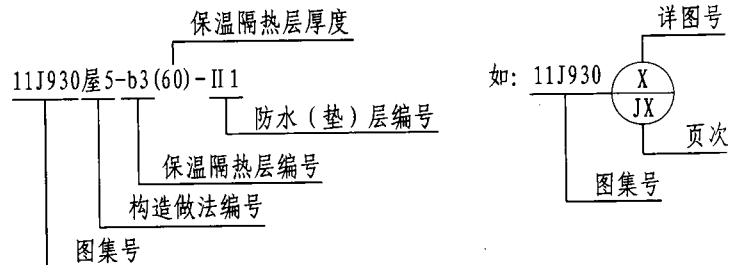 保温隔热层厚度
11J930屋5-b3(60)-II1
防水（垫）层编号
保温隔热层编号
构造做法编号
图集号
详图号
如: 11J930 X
JX
页次
图集号